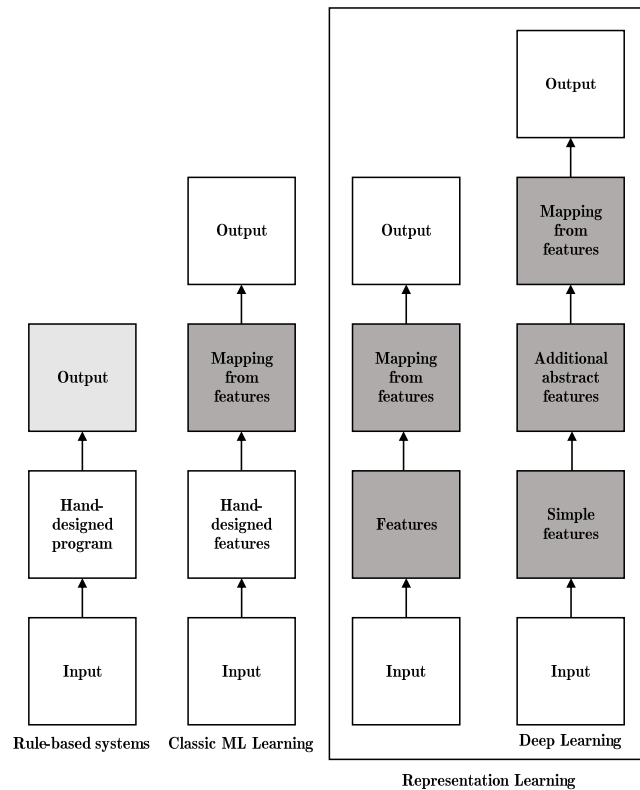 Output
Input
Hand-
designed
program
Output
Rule-based systems
Input
Hand-
designed
features
Mapping
from
features
Output
Classic ML Learning
Input
Features
Mapping
from
features
Output
Input
Simple
features
Additional
abstract
features
Mapping
from
features
Output
Deep Learning
Representation Learning